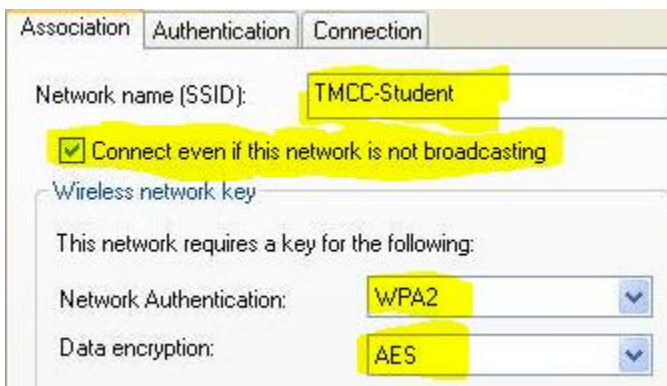 Association Authentication Connection
Network name (SSID): TMCC-Student
Connect even if this network is not broadcasting
Wireless network key
This network requires a key for the following:
Network Authentication: WPA2
Data encryption: AES